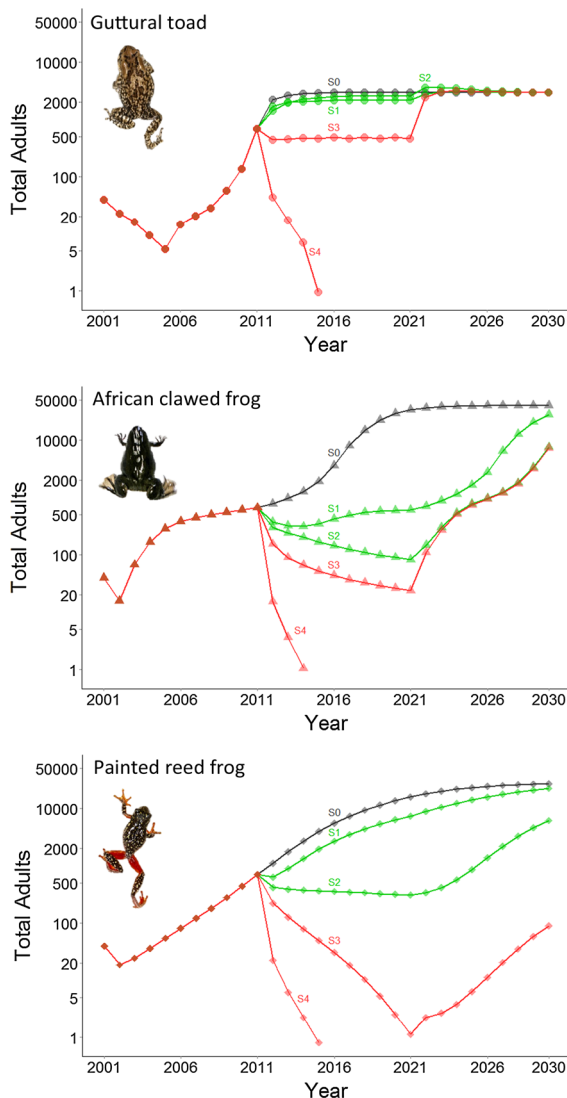 Guttural toad
Total Adults
50000
10000
2000
500
100
20
5
1
S0
S2
S1
S3
S4
2001 2006 2011 2016 2021 2026 2030
Year
African clawed frog
Total Adults
50000
10000
2000
500
100
20
5
1
S0
S1
S2
S3
S4
2001 2006 2011 2016 2021 2026 2030
Year
Painted reed frog
Total Adults
50000
10000
2000
500
100
20
5
1
S0
S1
S2
S3
S4
2001 2006 2011 2016 2021 2026 2030
Year